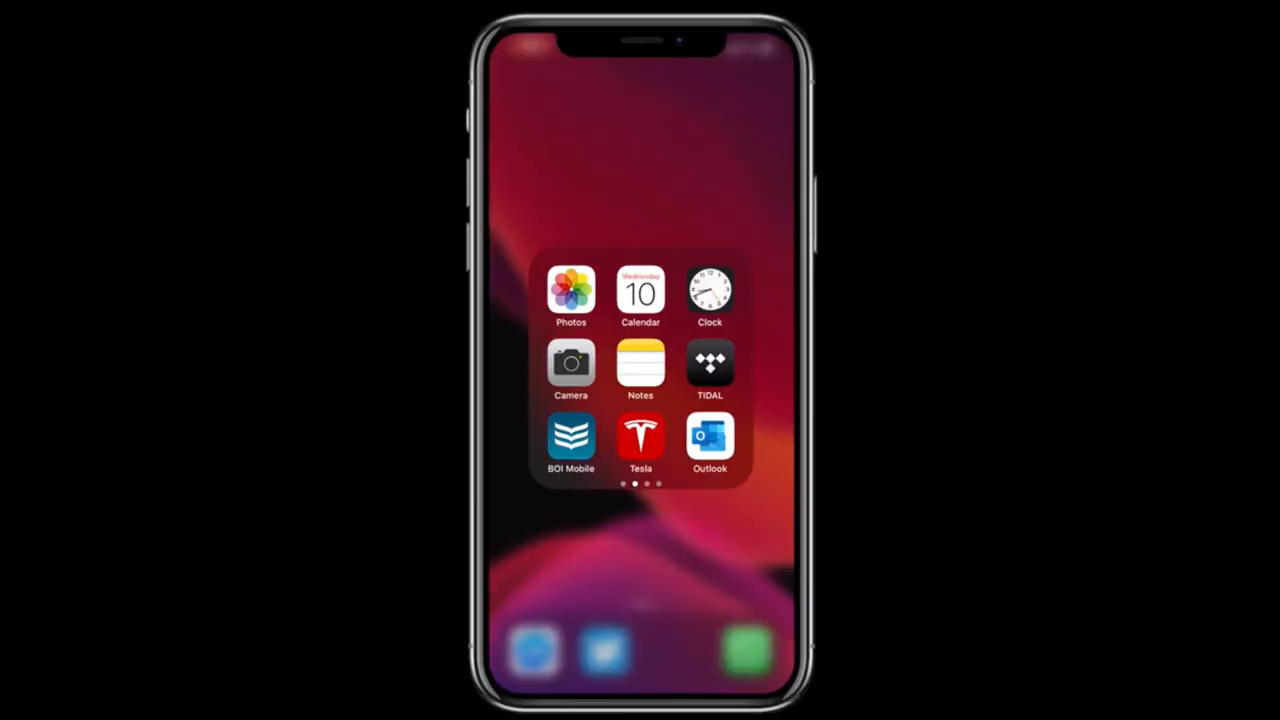 Wednesday
10
Photos Calendar Clock
Camera Notes TIDAL
BOI Mobile Tesla Outlook